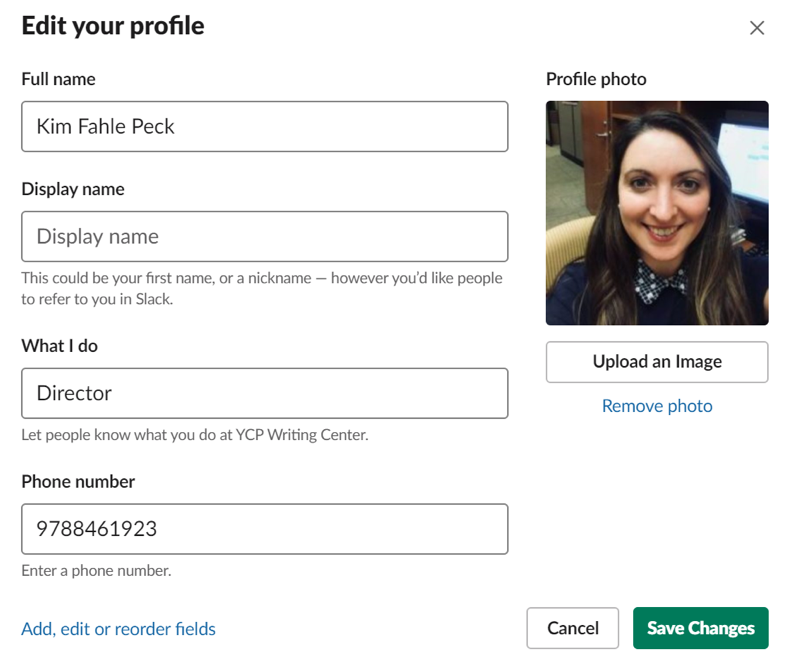 Edit your profile
Full name
Profile photo
Kim Fahle Peck
Display name
Display name
This could be your first name, or a nickname — however you’d like people
to refer to you in Slack.
What I do
Director
Let people know what you do at YCP Writing Center.
Upload an Image
Remove photo
Phone number
9788461923
Enter a phone number.
Add, edit or reorder fields
Cancel
Save Changes